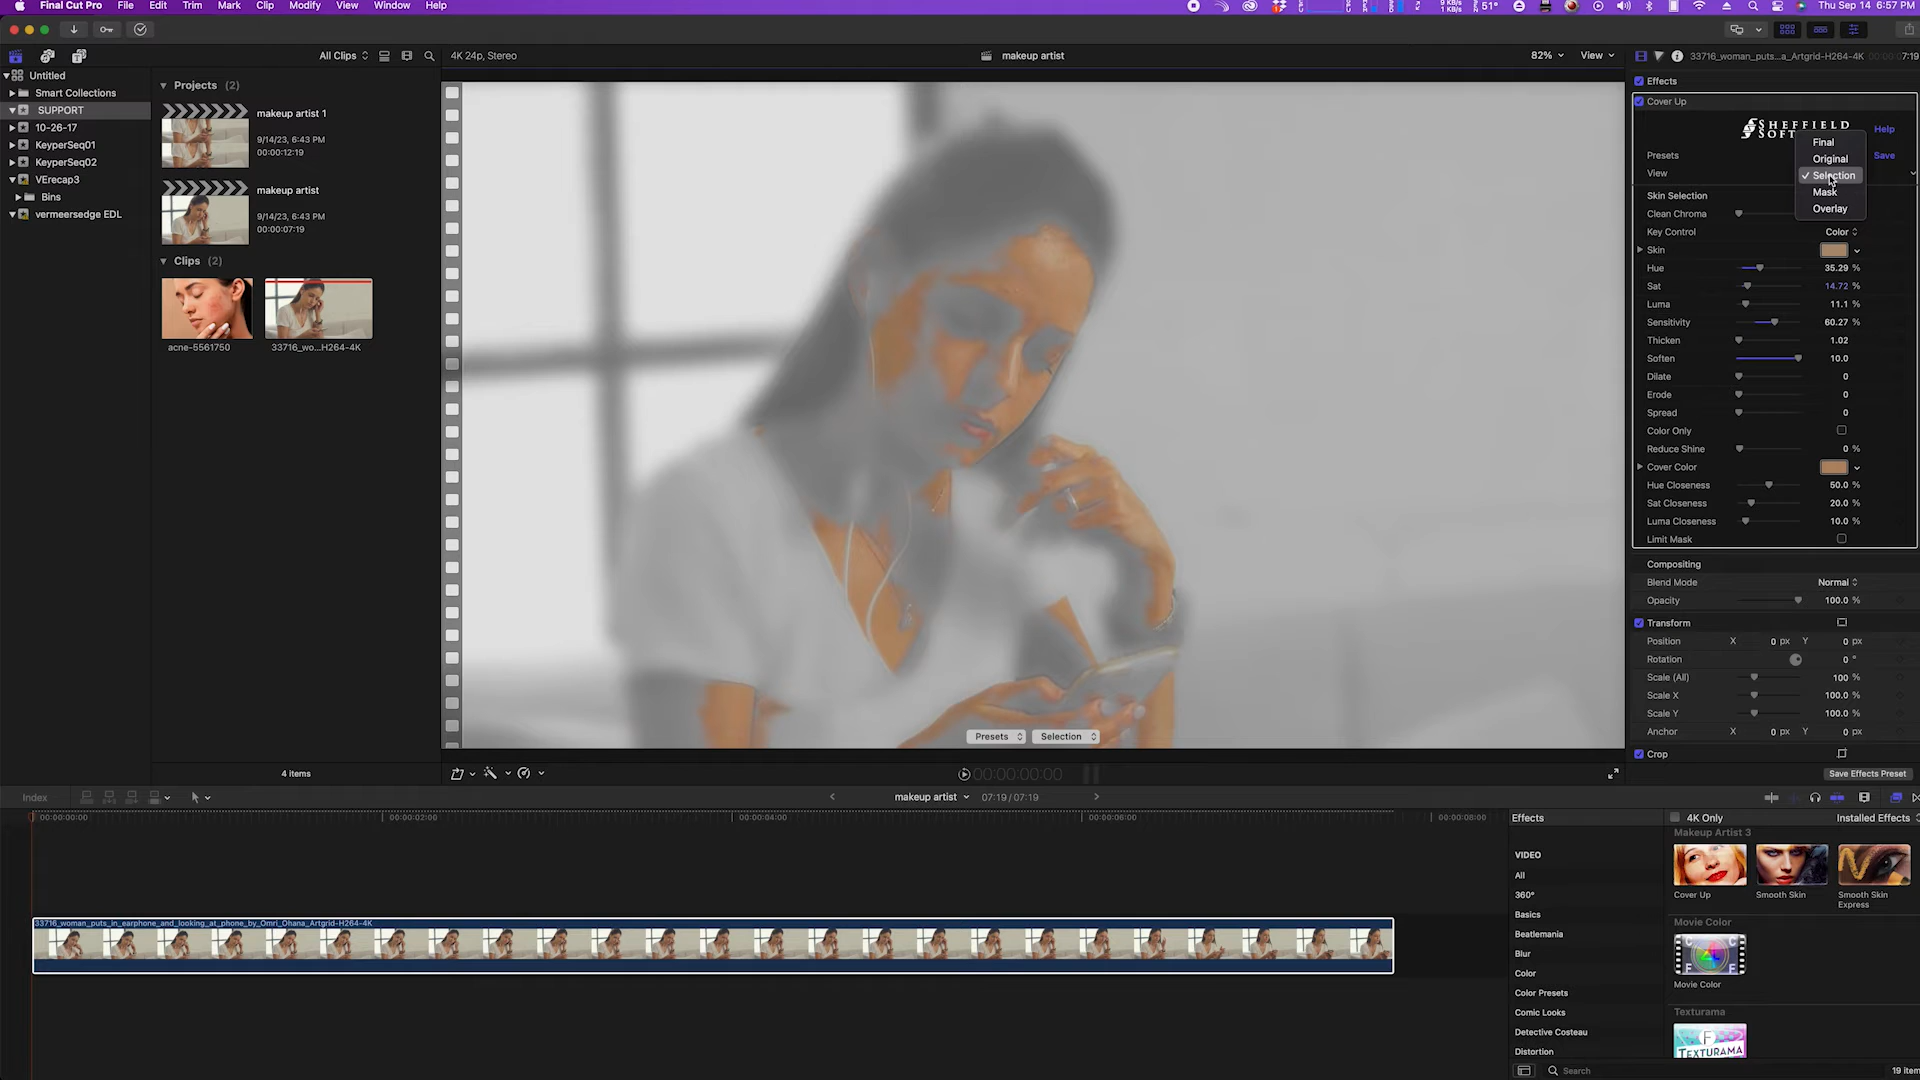 Final Cut Pro File Edit Trim Mark Clip Modify View Window Help
51° Thu Sep 14 6:57 PM
All Clips 4K 24p, Stereo makeup artist 82% View 33716_woman_puts...a_Artgrid-H264-4K 7:19
Untitled
Smart Collections
SUPPORT
10-26-17
KeyperSeq01
KeyperSeq02
VErecap3
Bins
vermeersedge EDL
Projects (2)
makeup artist 1
9/14/23, 6:43 PM
00:00:12:19
makeup artist
9/14/23, 6:43 PM
00:00:07:19
Clips (2)
acne-5561750
33716_wo...H264-4K
4 items
Presets Selection
00:00:00:00
Effects
Cover Up
SHEFFIELD
Help
Presets Save
View
Final
Original
✓ Selection
Mask
Overlay
Skin Selection
Clean Chroma
Key Control Color
Skin
Hue 35.29 %
Sat 14.72 %
Luma 11.1 %
Sensitivity 60.27 %
Thicken 1.02
Soften 10.0
Dilate 0
Erode 0
Spread 0
Color Only
Reduce Shine 0 %
Cover Color
Hue Closeness 50.0 %
Sat Closeness 20.0 %
Luma Closeness 10.0 %
Limit Mask
Compositing
Blend Mode Normal
Opacity 100.0 %
Transform
Position X 0 px Y 0 px
Rotation 0 °
Scale (All) 100 %
Scale X 100.0 %
Scale Y 100.0 %
Anchor X 0 px Y 0 px
Crop
Save Effects Preset
Index
makeup artist 07:19 / 07:19
00:00:00:00 00:00:02:00 00:00:04:00 00:00:06:00 00:00:08:00
33716_woman_puts_in_earphone_and_looking_at_phone_by_Omri_Ohana_Artgrid-H264-4K
Effects 4K Only Installed Effects
VIDEO
All
360°
Basics
Beatlemania
Blur
Color
Color Presets
Comic Looks
Detective Costeau
Distortion
Makeup Artist 3
Cover Up
Smooth Skin
Smooth Skin Express
Movie Color
Movie Color
Texturama
TEXTURAMA
Search
19 item